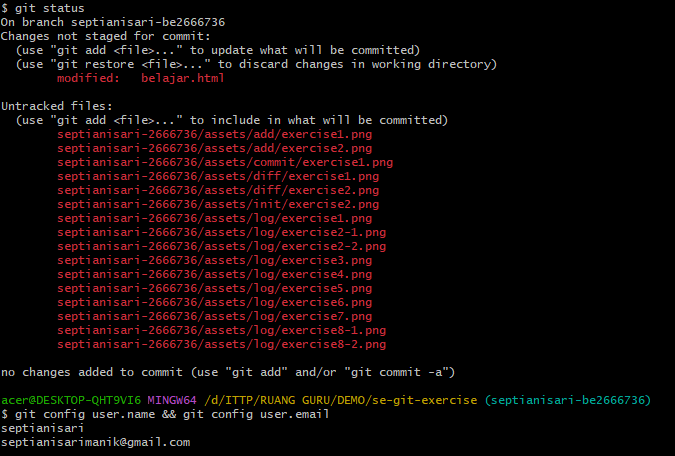 $ git status
On branch septianisari-be2666736
Changes not staged for commit:
  (use "git add <file>..." to update what will be committed)
  (use "git restore <file>..." to discard changes in working directory)
        modified:   belajar.html

Untracked files:
  (use "git add <file>..." to include in what will be committed)
        septianisari-2666736/assets/add/exercise1.png
        septianisari-2666736/assets/add/exercise2.png
        septianisari-2666736/assets/commit/exercise1.png
        septianisari-2666736/assets/diff/exercise1.png
        septianisari-2666736/assets/diff/exercise2.png
        septianisari-2666736/assets/init/exercise2.png
        septianisari-2666736/assets/log/exercise1.png
        septianisari-2666736/assets/log/exercise2-1.png
        septianisari-2666736/assets/log/exercise2-2.png
        septianisari-2666736/assets/log/exercise3.png
        septianisari-2666736/assets/log/exercise4.png
        septianisari-2666736/assets/log/exercise5.png
        septianisari-2666736/assets/log/exercise6.png
        septianisari-2666736/assets/log/exercise7.png
        septianisari-2666736/assets/log/exercise8-1.png
        septianisari-2666736/assets/log/exercise8-2.png

no changes added to commit (use "git add" and/or "git commit -a")

acer@DESKTOP-QHT9VI6 MINGW64 /d/ITTP/RUANG GURU/DEMO/se-git-exercise (septianisari-be2666736)
$ git config user.name && git config user.email
septianisari
septianisarimanik@gmail.com